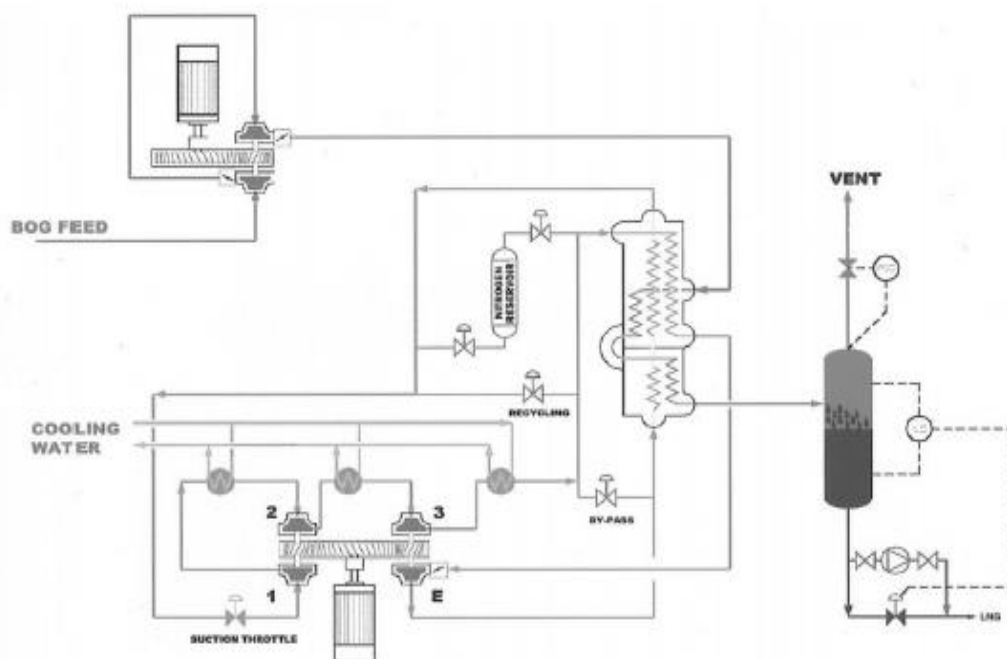 VENT
BOG FEED
NITROGEN
RESERVOIR
RECYCLING
COOLING
WATER
2
3
BY-PASS
1
E
SUCTION THROTTLE
LNG